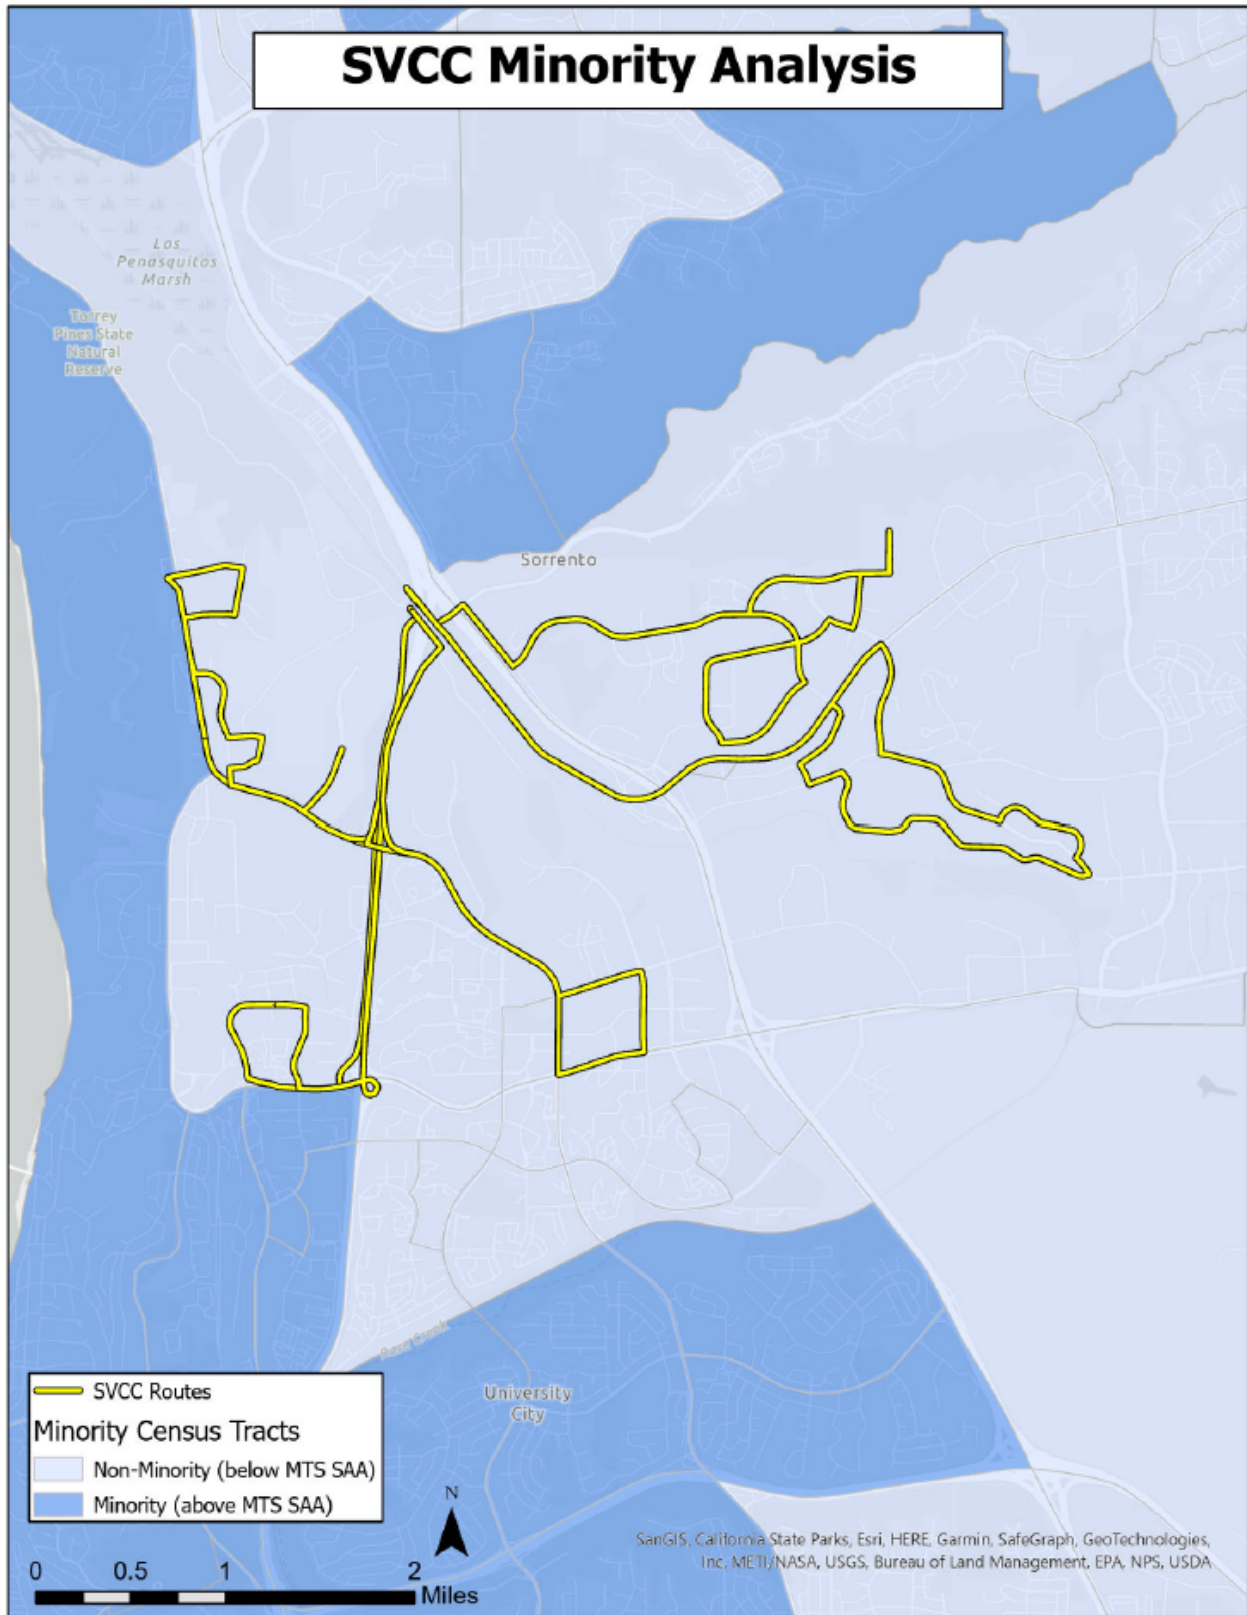 SVCC Minority Analysis
Los
Penasquitos
Marsh
Torrey
Pines State
Natural
Reserve
Sorrento
Rose Creek
University
City
SVCC Routes
Minority Census Tracts
Non-Minority (below MTS SAA)
Minority (above MTS SAA)
N
0 0.5 1 2
Miles
SanGIS, California State Parks, Esri, HERE, Garmin, SafeGraph, GeoTechnologies,
Inc, METI/NASA, USGS, Bureau of Land Management, EPA, NPS, USDA